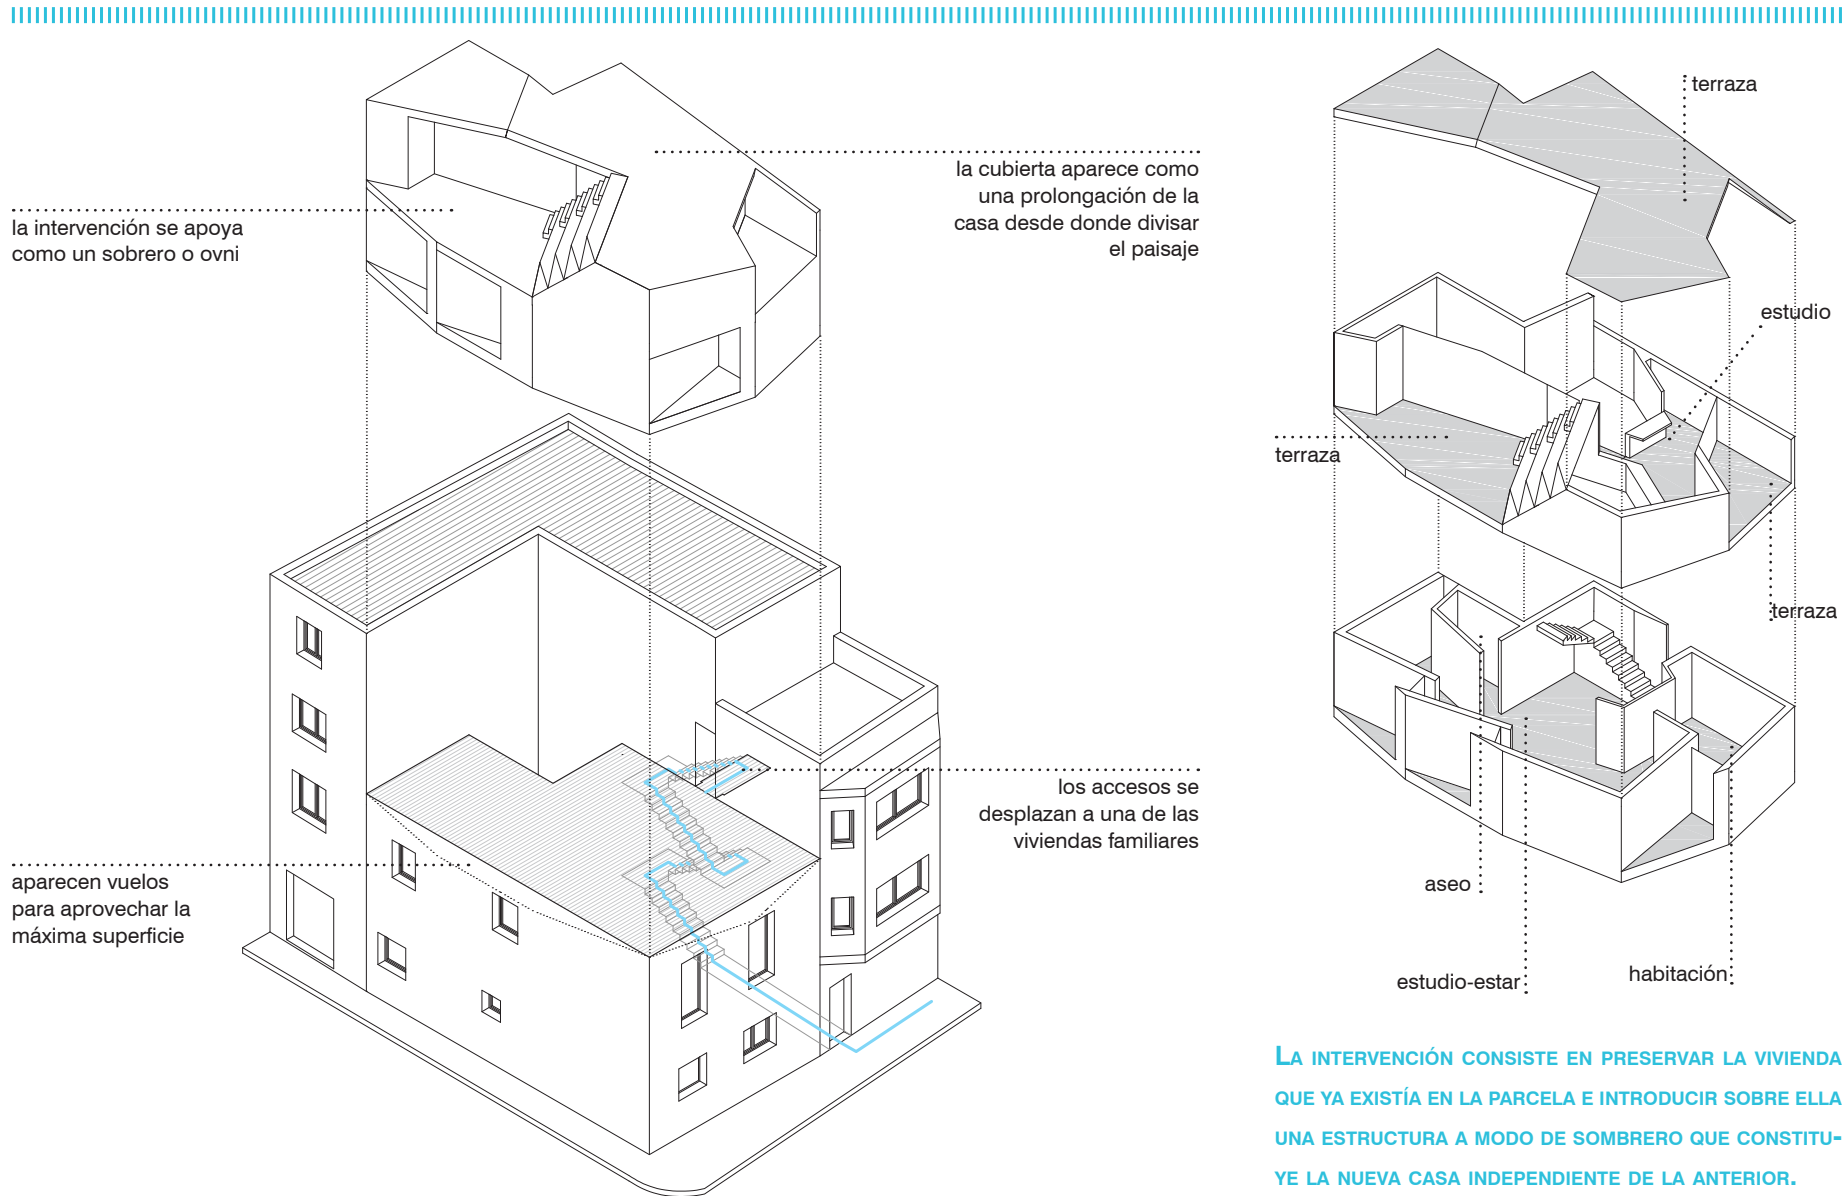 la intervención se apoya
como un sobrero o ovni
la cubierta aparece como
una prolongación de la
casa desde donde divisar
el paisaje
aparecen vuelos
para aprovechar la
máxima superficie
los accesos se
desplazan a una de las
viviendas familiares
terraza
estudio
terraza
terraza
aseo
estudio-estar
habitación
LA INTERVENCIÓN CONSISTE EN PRESERVAR LA VIVIENDA
QUE YA EXISTÍA EN LA PARCELA E INTRODUCIR SOBRE ELLA
UNA ESTRUCTURA A MODO DE SOMBRERO QUE CONSTITU-
YE LA NUEVA CASA INDEPENDIENTE DE LA ANTERIOR.